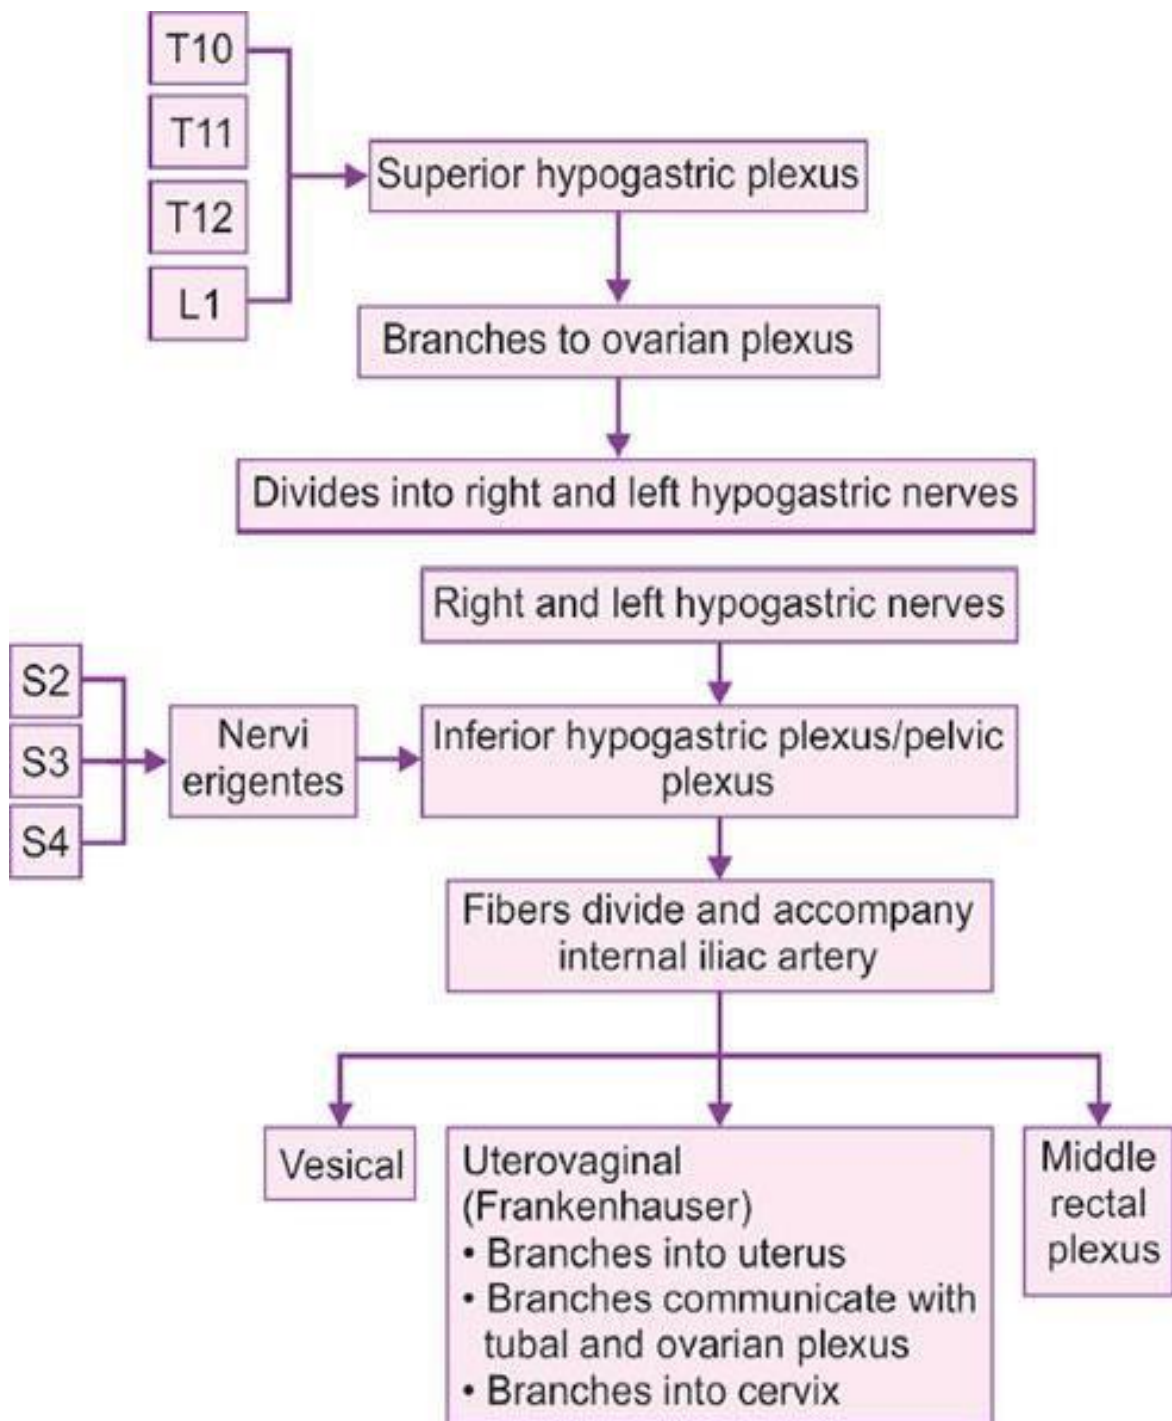 T10
T11
T12
L1
Superior hypogastric plexus
Branches to ovarian plexus
Divides into right and left hypogastric nerves
Right and left hypogastric nerves
S2
S3
S4
Nervi
erigentes
Inferior hypogastric plexus/pelvic
plexus
Fibers divide and accompany
internal iliac artery
Vesical
Uterovaginal
(Frankenhauser)
• Branches into uterus
• Branches communicate with
tubal and ovarian plexus
• Branches into cervix
Middle
rectal
plexus